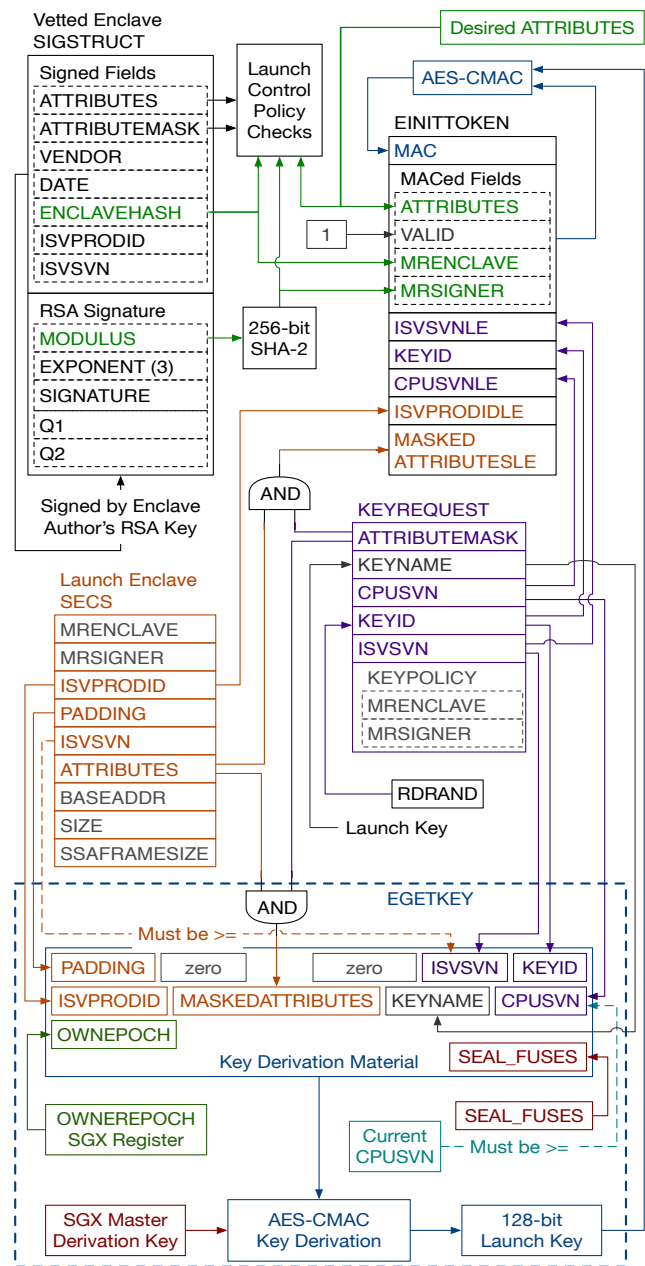 Vetted Enclave
SIGSTRUCT
Signed Fields
ATTRIBUTES
ATTRIBUTEMASK
VENDOR
DATE
ENCLAVEHASH
ISVPRODID
ISVSVN
RSA Signature
MODULUS
EXPONENT (3)
SIGNATURE
Q1
Q2
Signed by Enclave
Author's RSA Key
Launch
Control
Policy
Checks
256-bit
SHA-2
1
Desired ATTRIBUTES
AES-CMAC
EINITTOKEN
MAC
MACed Fields
ATTRIBUTES
VALID
MRENCLAVE
MRSIGNER
ISVSVNLE
KEYID
CPUSVNLE
ISVPRODIDLE
MASKED
ATTRIBUTESLE
AND
KEYREQUEST
ATTRIBUTEMASK
KEYNAME
CPUSVN
KEYID
ISVSVN
KEYPOLICY
MRENCLAVE
MRSIGNER
RDRAND
Launch Key
Launch Enclave
SECS
MRENCLAVE
MRSIGNER
ISVPRODID
PADDING
ISVSVN
ATTRIBUTES
BASEADDR
SIZE
SSAFRAMESIZE
EGETKEY
AND
Must be >=
PADDING
zero
zero
ISVSVN
KEYID
ISVPRODID
MASKEDATTRIBUTES
KEYNAME
CPUSVN
OWNEPOCH
Key Derivation Material
SEAL_FUSES
OWNEREPOCH
SGX Register
SEAL_FUSES
Current
CPUSVN
Must be >=
SGX Master
Derivation Key
AES-CMAC
Key Derivation
128-bit
Launch Key